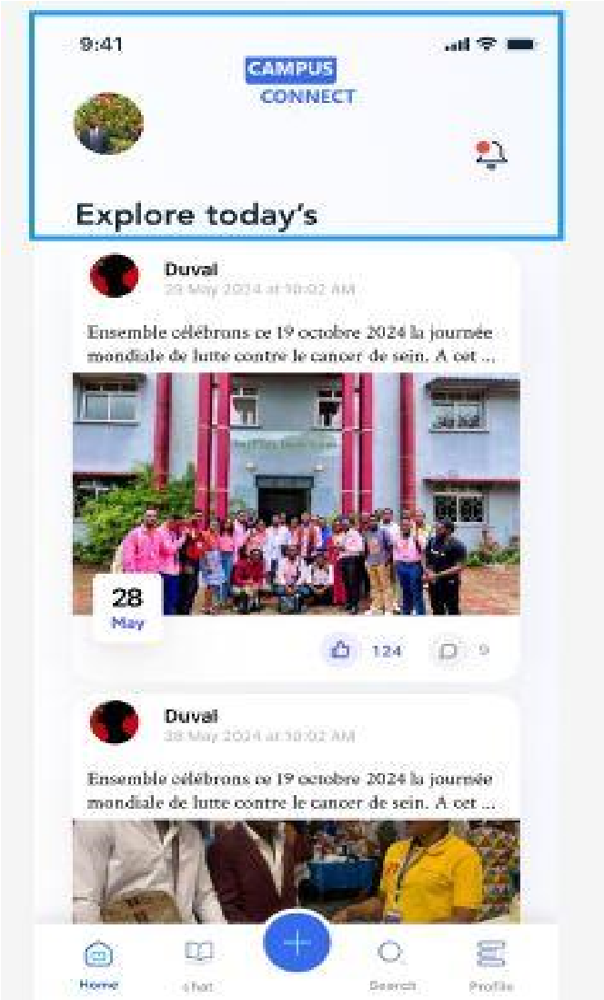 9:41
CAMPUS
CONNECT
Explore today's
Duval
29 May 2024 at 10:02 AM
Ensemble célébrons ce 19 octobre 2024 la journée
mondiale de lutte contre le cancer de sein. A cet ...
28
May
124
9
Duval
28 May 2024 at 10:02 AM
Ensemble célébrons ce 19 octobre 2024 la journée
mondiale de lutte contre le cancer de sein. A cet ...
Home
chat
Search
Profile